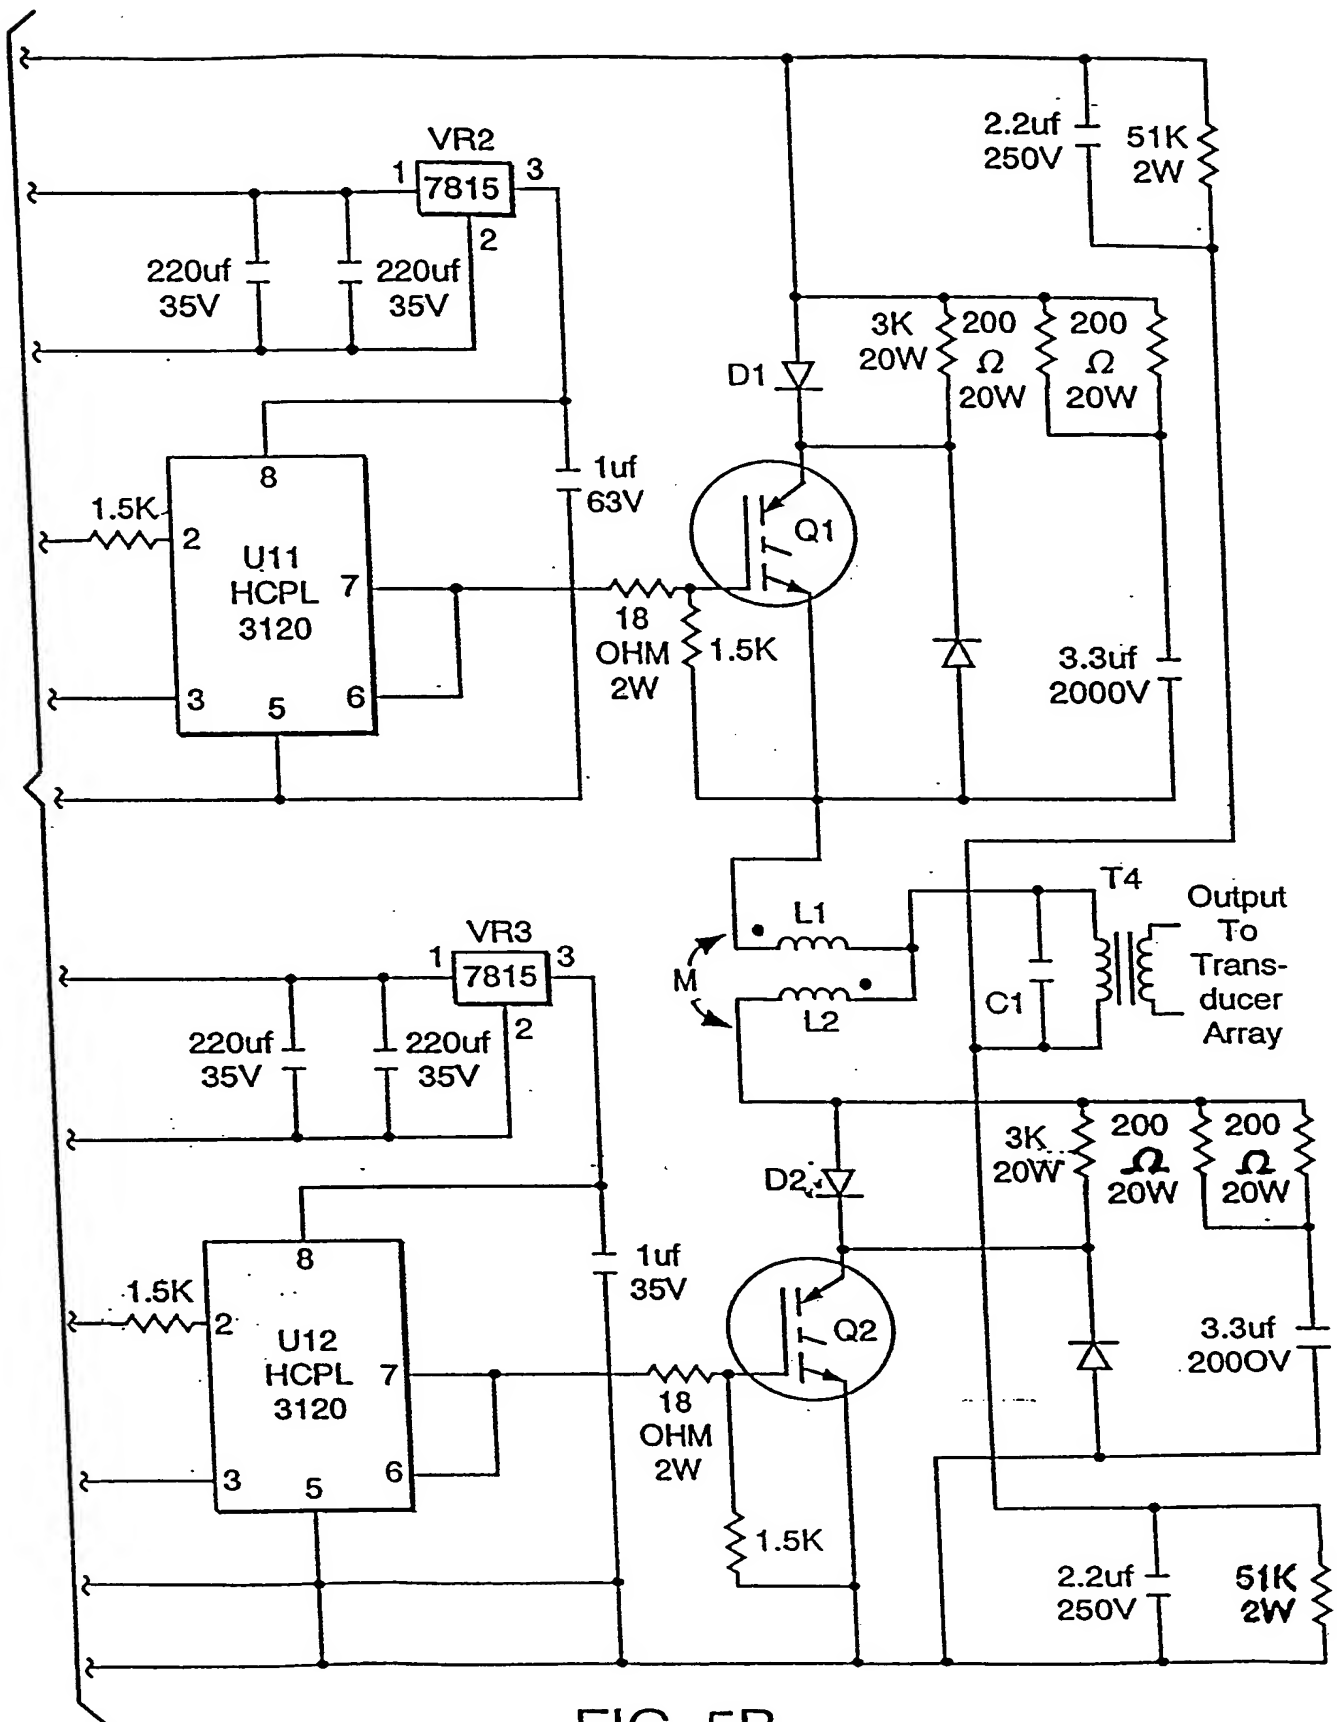 2.2uf
250V
51K
2W
VR2
1
7815
3
2
220uf
35V
220uf
35V
3K
20W
200
Ω
20W
200
Ω
20W
D1
8
1uf
63V
1.5K
2
U11
HCPL
3120
7
Q1
18
OHM
2W
1.5K
3
5
6
3.3uf
2000V
T4
Output
To
Trans-
ducer
Array
L1
M
L2
C1
VR3
1
7815
3
2
220uf
35V
220uf
35V
3K
20W
200
Ω
20W
200
Ω
20W
D2
8
1uf
35V
1.5K
2
U12
HCPL
3120
7
Q2
3.3uf
200OV
18
OHM
2W
3
5
6
1.5K
2.2uf
250V
51K
2W
FIG. 5B